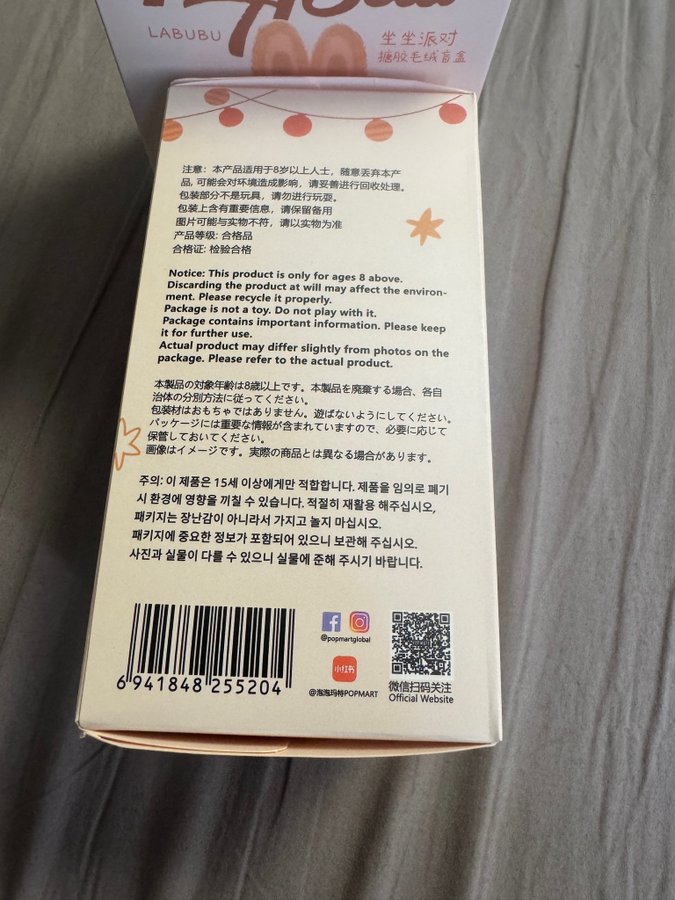 LABUBU
坐坐派对
搪胶毛绒盲盒
注意：本产品适用于8岁以上人士，随意丢弃本产
品, 可能会对环境造成影响，请妥善进行回收处理。
包装部分不是玩具，请勿进行玩耍。
包装上含有重要信息，请保留备用
图片可能与实物不符，请以实物为准
产品等级: 合格品
合格证: 检验合格
Notice: This product is only for ages 8 above.
Discarding the product at will may affect the environ-
ment. Please recycle it properly.
Package is not a toy. Do not play with it.
Package contains important information. Please keep
it for further use.
Actual product may differ slightly from photos on the
package. Please refer to the actual product.
本製品の対象年齢は8歳以上です。本製品を廃棄する場合、各自
治体の分別方法に従ってください。
包装材はおもちゃではありません。遊ばないようにしてください。
パッケージには重要な情報が含まれていますので、必要に応じて
保管しておいてください。
画像はイメージです。実際の商品とは異なる場合があります。
주의: 이 제품은 15세 이상에게만 적합합니다. 제품을 임의로 폐기
시 환경에 영향을 끼칠 수 있습니다. 적절히 재활용 해주십시오,
패키지는 장난감이 아니라서 가지고 놀지 마십시오.
패키지에 중요한 정보가 포함되어 있으니 보관해 주십시오.
사진과 실물이 다를 수 있으니 실물에 준해 주시기 바랍니다.
6 941848 255204
@popmartglobal
小红书
@泡泡玛特POPMART
微信扫码关注
Official Website